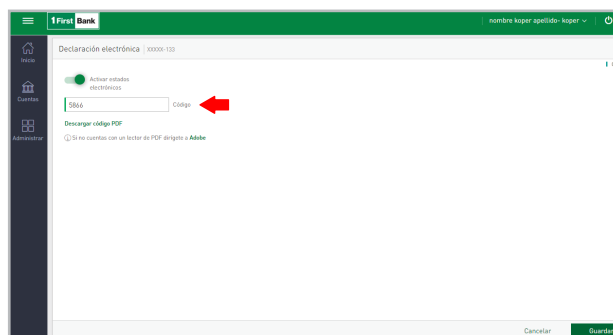 1First Bank
nombre koper apellido- koper
Declaración electrónica XXXXX-133
Inicio
Activar estados
electrónicos
Cuentas
5866
Código
Descargar código PDF
Administrar
Si no cuentas con un lector de PDF dirígete a Adobe
Cancelar
Guardar